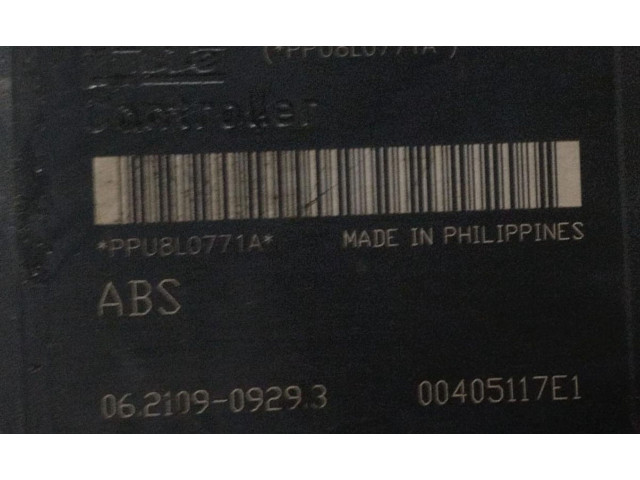 (*PPU8L0771A*)
Controller
*PPU8L0771A* MADE IN PHILIPPINES
ABS
06.2109-0929.3 00405117E1